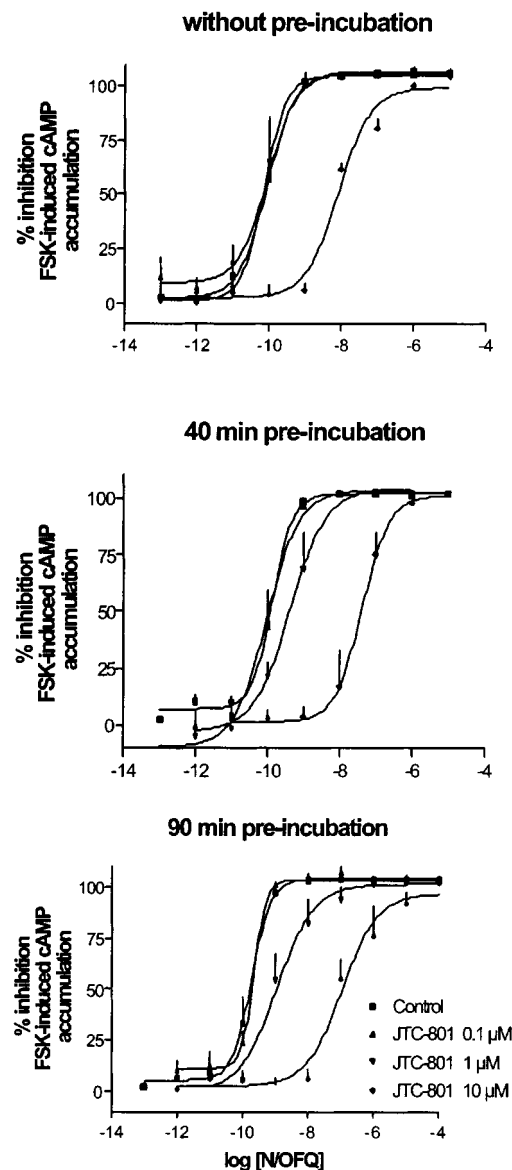 without pre-incubation
% inhibition
FSK-induced cAMP
accumulation
100
75
50
25
0
-14 -12 -10 -8 -6 -4
40 min pre-incubation
% inhibition
FSK-induced cAMP
accumulation
100
75
50
25
0
-14 -12 -10 -8 -6 -4
90 min pre-incubation
% inhibition
FSK-induced cAMP
accumulation
100
75
50
25
0
Control
JTC-801 0.1 µM
JTC-801 1 µM
JTC-801 10 µM
-14 -12 -10 -8 -6 -4
log [N/OFQ]